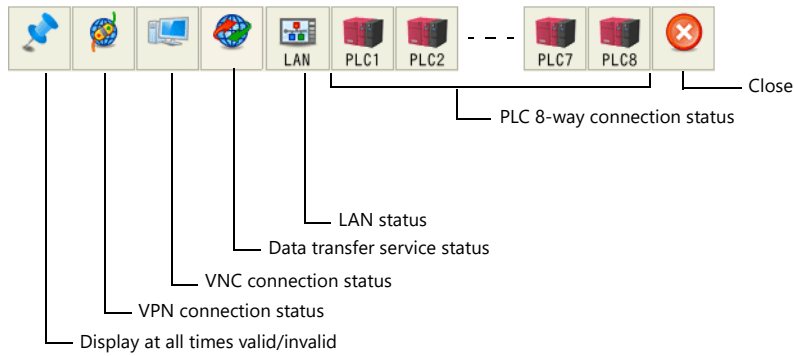 LAN PLC1 PLC2 PLC7 PLC8
Close
PLC 8-way connection status
LAN status
Data transfer service status
VNC connection status
VPN connection status
Display at all times valid/invalid